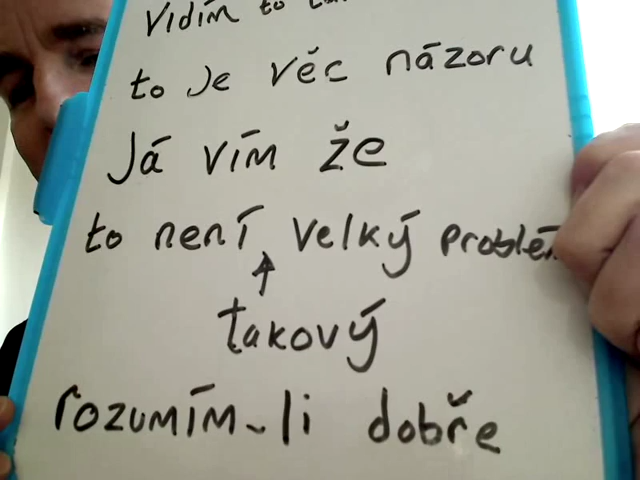 Vidím to
to je věc názoru
Já vím že
to není velký problém
↑
takový
rozumím-li dobře